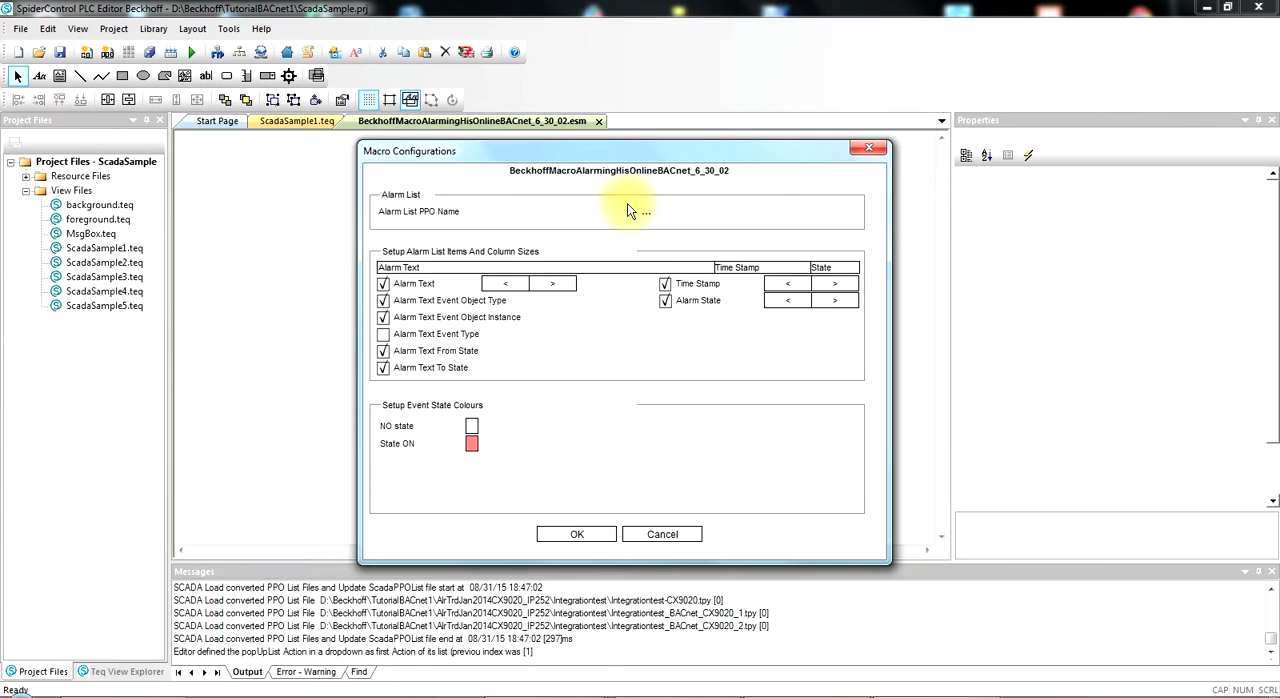 SpiderControl PLC Editor Beckhoff - D:\Beckhoff\TutorialBACnet1\ScadaSample.prj
File Edit View Project Library Layout Tools Help
Project Files
Start Page
ScadaSample1.teq
BeckhoffMacroAlarmingHisOnlineBACnet_6_30_02.esm
Properties
Project Files - ScadaSample
Resource Files
View Files
background.teq
foreground.teq
MsgBox.teq
ScadaSample1.teq
ScadaSample2.teq
ScadaSample3.teq
ScadaSample4.teq
ScadaSample5.teq
Macro Configurations
BeckhoffMacroAlarmingHisOnlineBACnet_6_30_02
Alarm List
Alarm List PPO Name ...
Setup Alarm List Items And Column Sizes
Alarm Text Time Stamp State
Alarm Text < > Time Stamp < >
Alarm Text Event Object Type Alarm State < >
Alarm Text Event Object Instance
Alarm Text Event Type
Alarm Text From State
Alarm Text To State
Setup Event State Colours
NO state
State ON
OK Cancel
Messages
SCADA Load converted PPO List Files and Update ScadaPPOList file start at 08/31/15 18:47:02
SCADA Load converted PPO List File D:\Beckhoff\TutorialBACnet1\AlrTrdJan2014CX9020_IP252\Integrationtest\Integrationtest-CX9020.tpy [0]
SCADA Load converted PPO List File D:\Beckhoff\TutorialBACnet1\AlrTrdJan2014CX9020_IP252\Integrationtest\Integrationtest_BACnet_CX9020_1.tpy [0]
SCADA Load converted PPO List File D:\Beckhoff\TutorialBACnet1\AlrTrdJan2014CX9020_IP252\Integrationtest\Integrationtest_BACnet_CX9020_2.tpy [0]
SCADA Load converted PPO List Files and Update ScadaPPOList file end at 08/31/15 18:47:02 [297]ms
Editor defined the popUpList Action in a dropdown as first Action of its list (previou index was [1]
Project Files Teq View Explorer Output Error - Warning Find
Ready CAP NUM SCRL